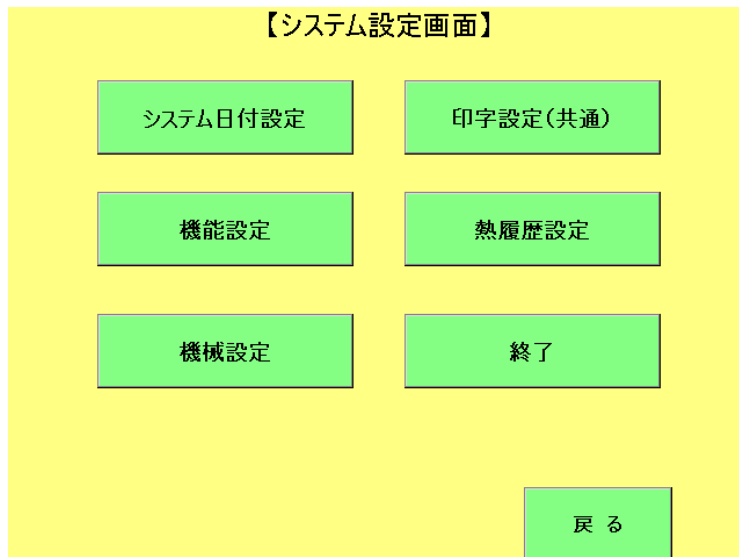 【システム設定画面】
システム日付設定
印字設定(共通)
機能設定
熱履歴設定
機械設定
終了
戻 る